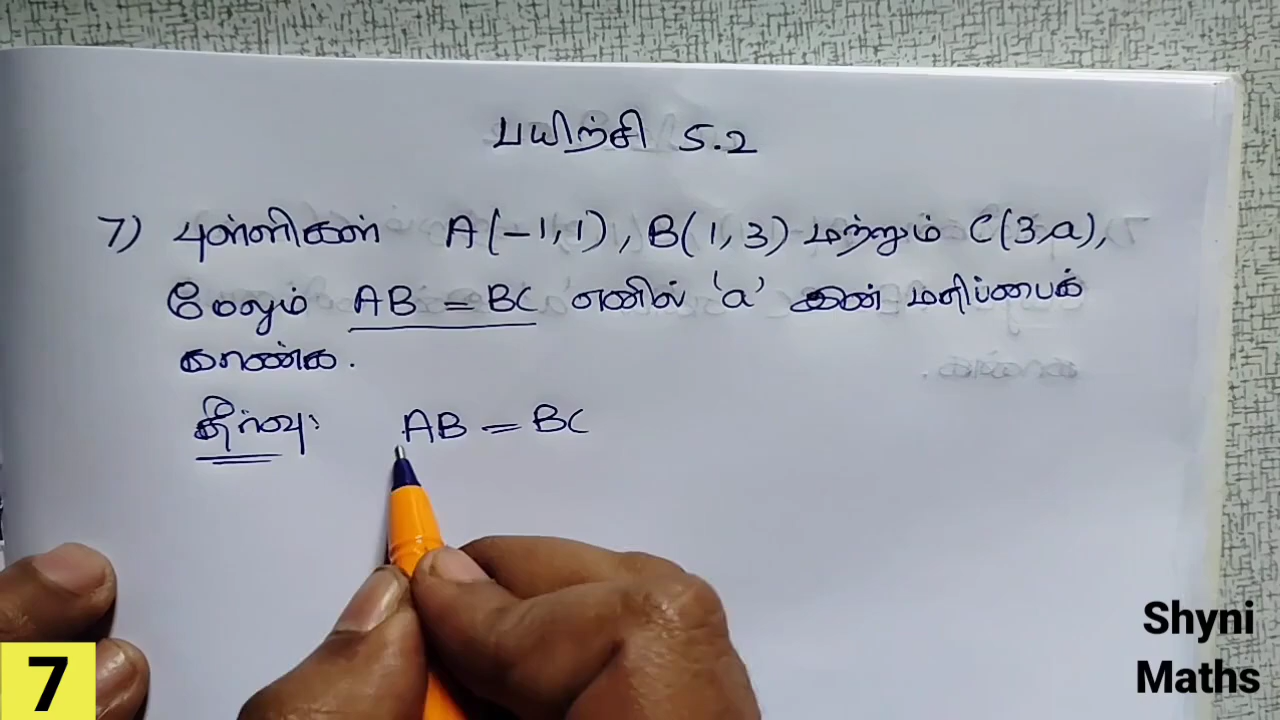 பயிற்சி 5.2
7) புள்ளிகள் A(-1,1), B(1,3) மற்றும் C(3,a),
மேலும் AB = BC எனில் 'a' இன் மதிப்பைக்
காண்க.
தீர்வு: AB = BC
Shyni
Maths
7